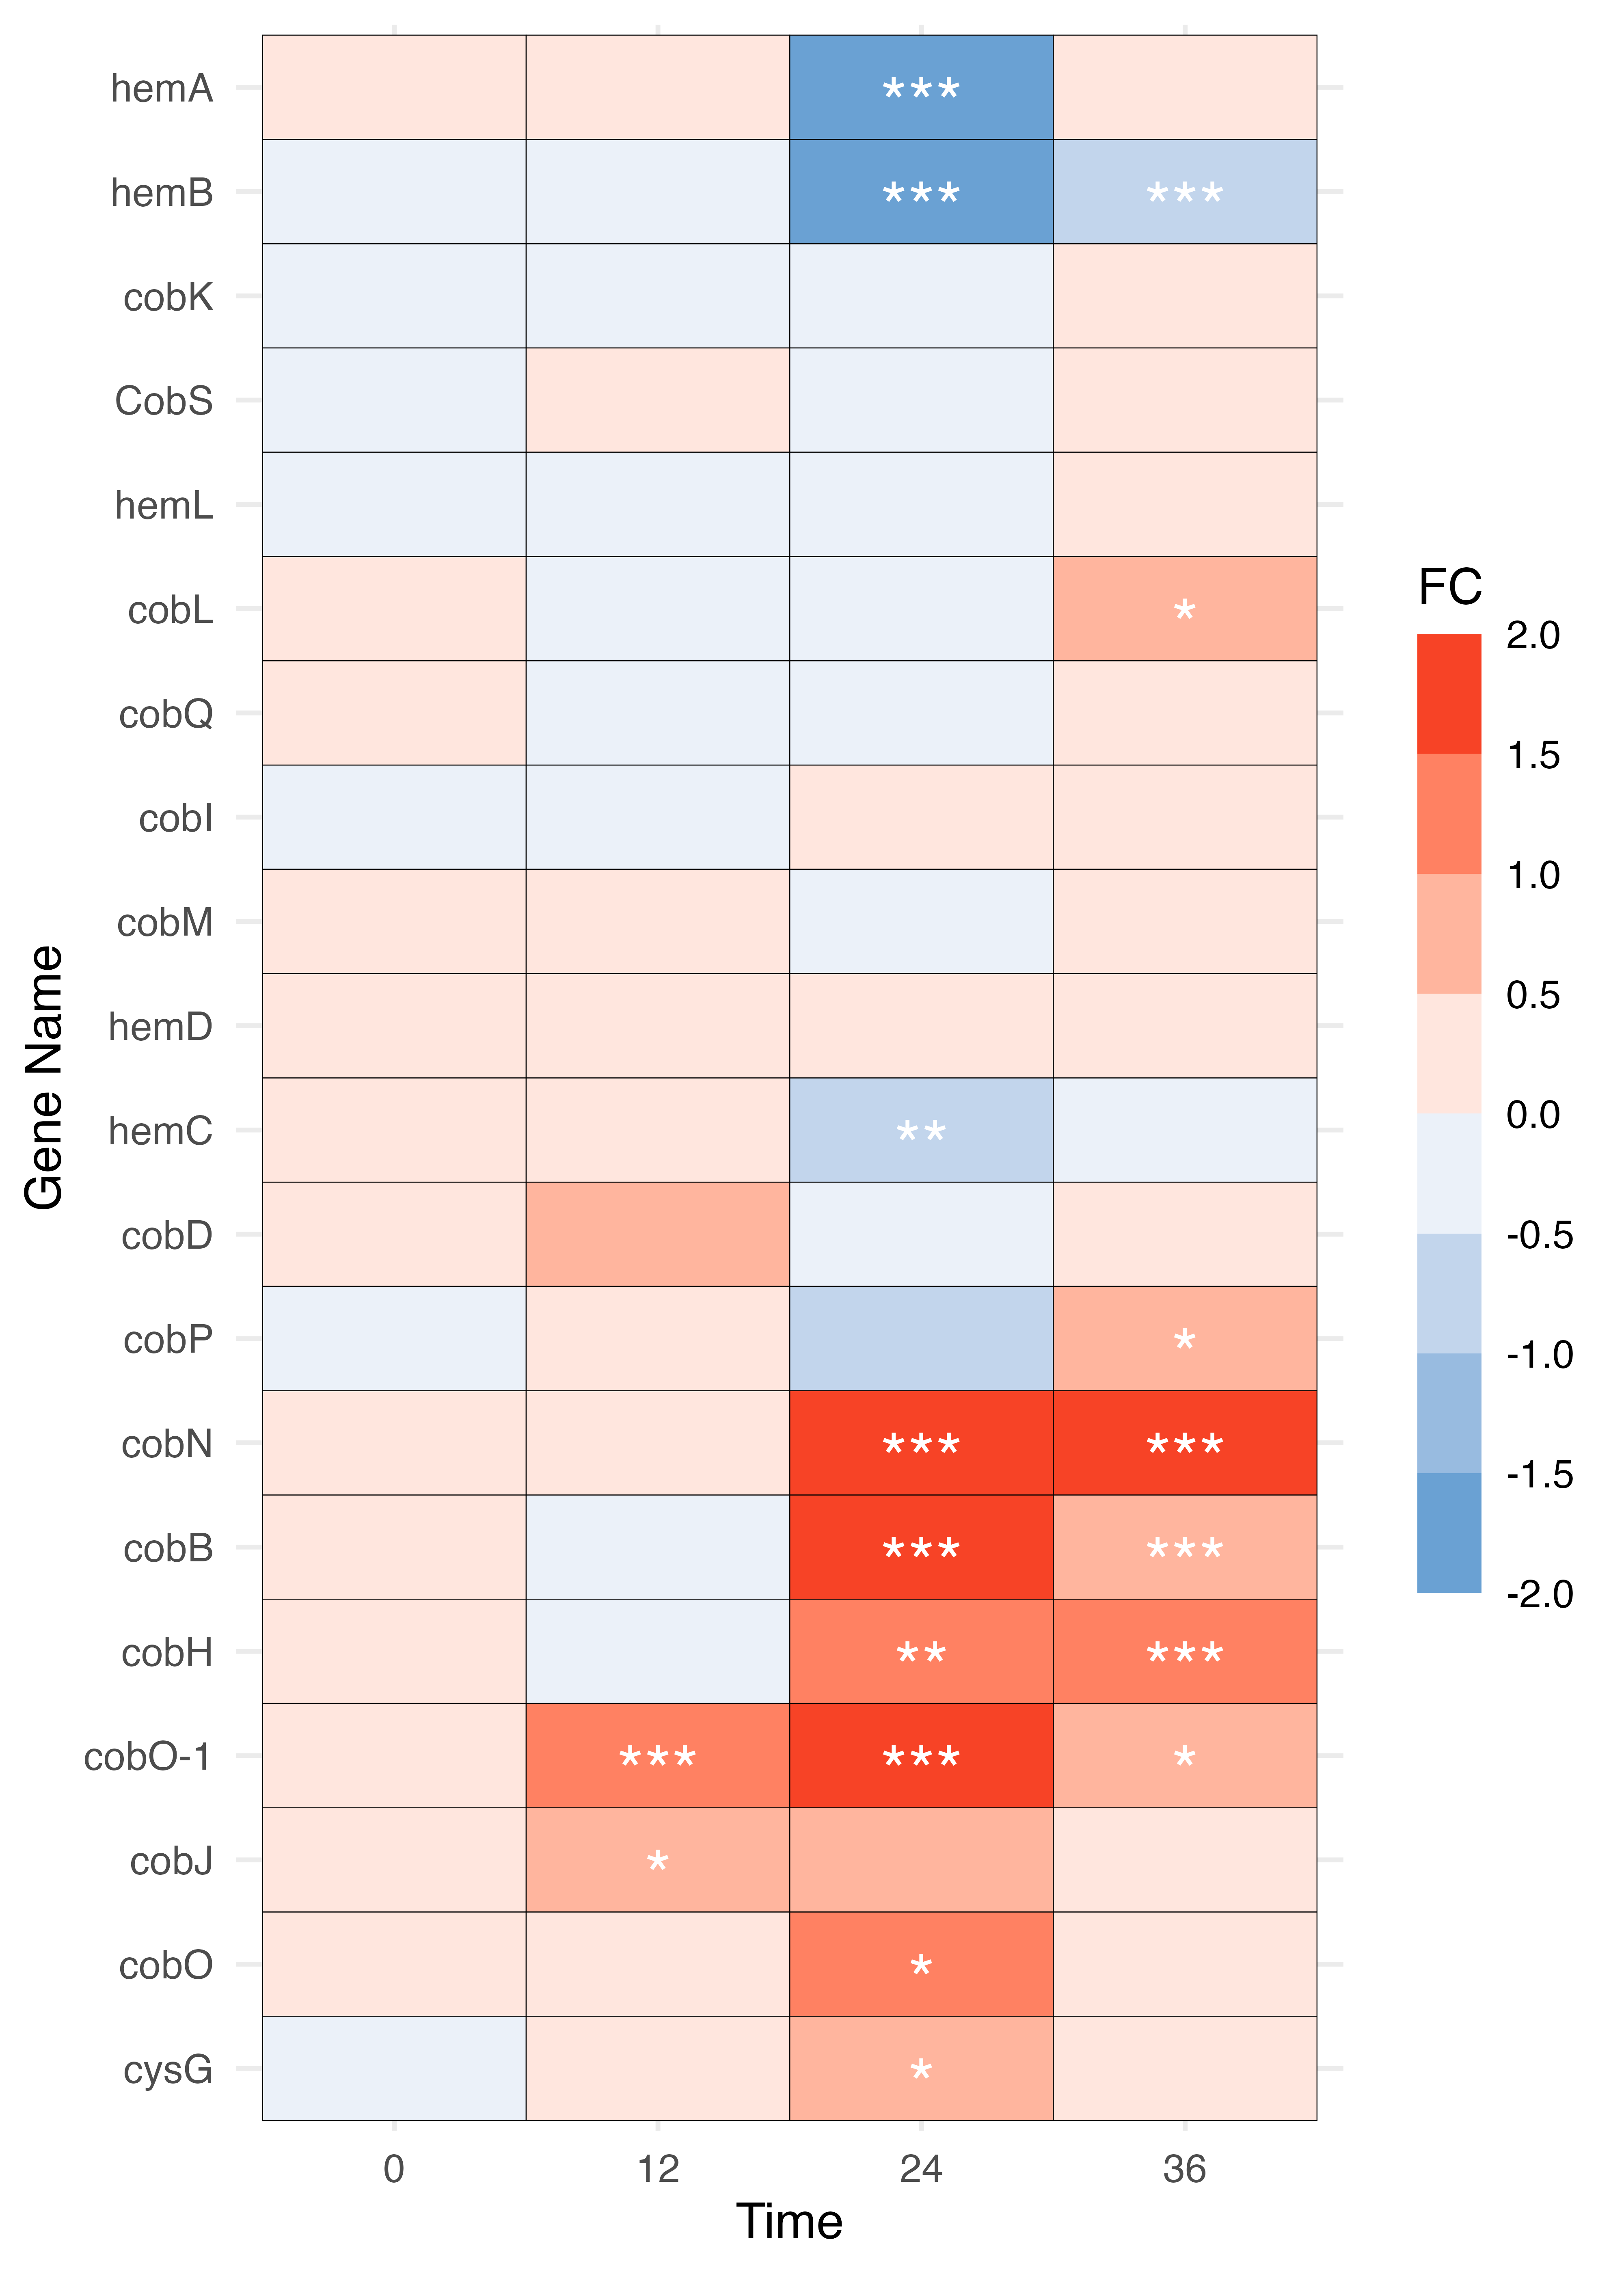 hemA ***
hemB *** ***
cobK
CobS
hemL
cobL *
cobQ
cobI
cobM
hemD
hemC **
cobD
cobP *
cobN *** ***
cobB *** ***
cobH ** ***
cobO-1 *** *** *
cobJ *
cobO *
cysG *
0 12 24 36
Time
Gene Name
FC
2.0
1.5
1.0
0.5
0.0
-0.5
-1.0
-1.5
-2.0